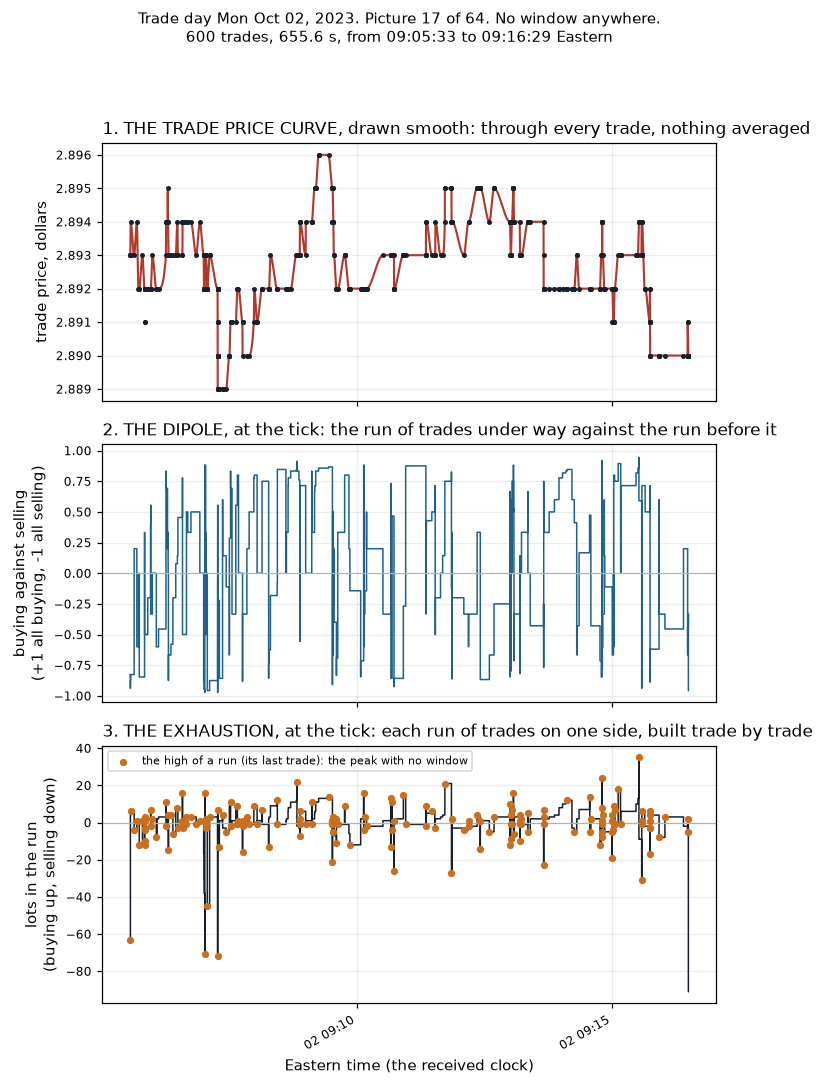 Trade day Mon Oct 02, 2023. Picture 17 of 64. No window anywhere.
600 trades, 655.6 s, from 09:05:33 to 09:16:29 Eastern
1. THE TRADE PRICE CURVE, drawn smooth: through every trade, nothing averaged
trade price, dollars
2.896
2.895
2.894
2.893
2.892
2.891
2.890
2.889
2. THE DIPOLE, at the tick: the run of trades under way against the run before it
buying against selling
(+1 all buying, -1 all selling)
1.00
0.75
0.50
0.25
0.00
−0.25
−0.50
−0.75
−1.00
3. THE EXHAUSTION, at the tick: each run of trades on one side, built trade by trade
the high of a run (its last trade): the peak with no window
lots in the run
(buying up, selling down)
40
20
0
−20
−40
−60
−80
02 09:10
02 09:15
Eastern time (the received clock)